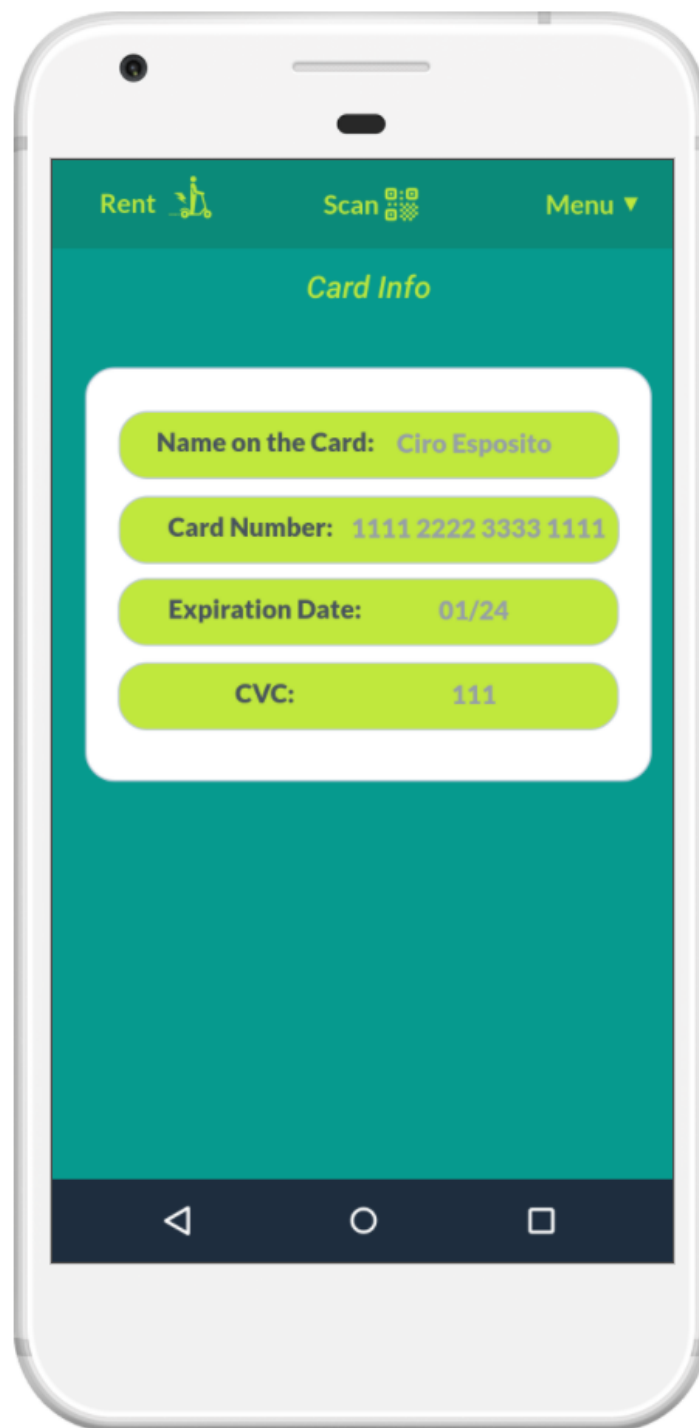 Rent Scan Menu ▼
Card Info
Name on the Card: Ciro Esposito
Card Number: 1111 2222 3333 1111
Expiration Date: 01/24
CVC: 111